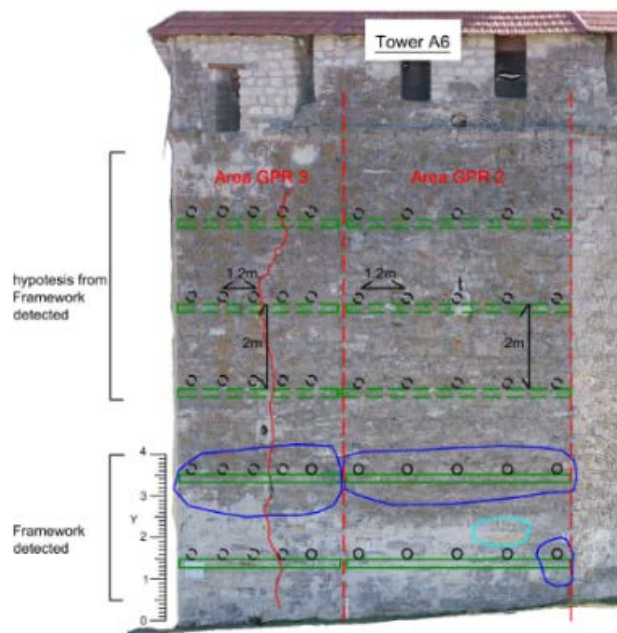 Tower A6
Area GPR 3
Area GPR 2
1.2m
1.2m
hypotesis from
Framework
detected
2m
2m
4
3
Y
2
Framework
detected
1
0